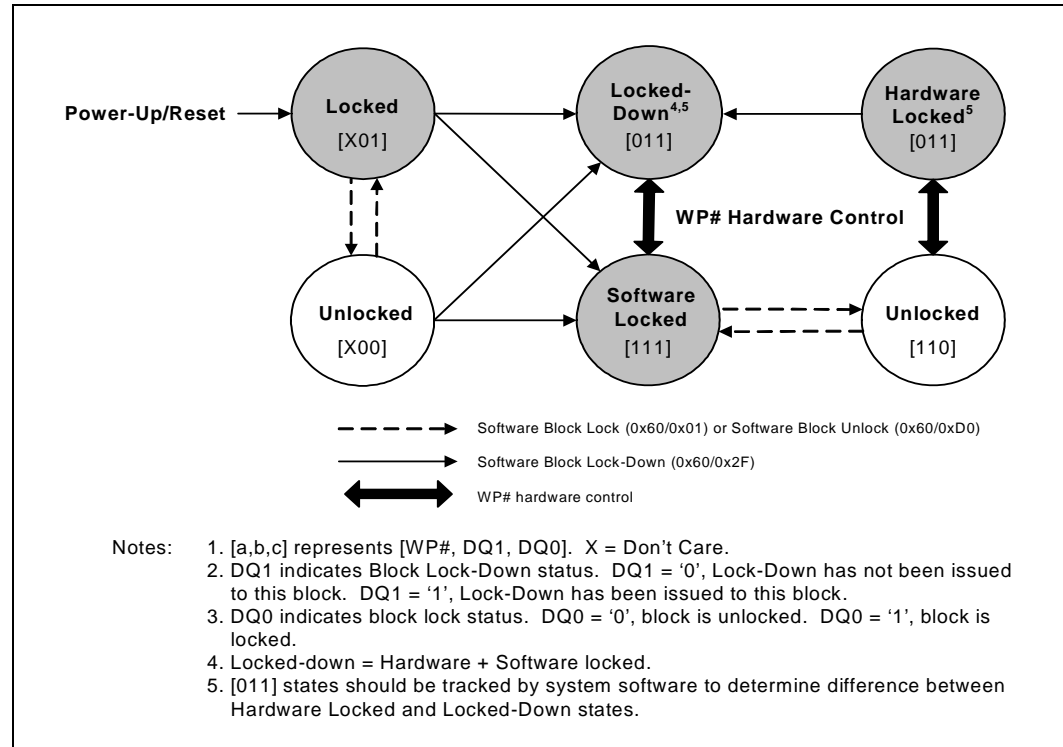 Power-Up/Reset
Locked
[X01]
Locked-
Down4,5
[011]
Hardware
Locked5
[011]
WP# Hardware Control
Unlocked
[X00]
Software
Locked
[111]
Unlocked
[110]
Software Block Lock (0x60/0x01) or Software Block Unlock (0x60/0xD0)
Software Block Lock-Down (0x60/0x2F)
WP# hardware control
Notes: 1. [a,b,c] represents [WP#, DQ1, DQ0]. X = Don't Care.
2. DQ1 indicates Block Lock-Down status. DQ1 = ‘0’, Lock-Down has not been issued
to this block. DQ1 = ‘1’, Lock-Down has been issued to this block.
3. DQ0 indicates block lock status. DQ0 = ‘0’, block is unlocked. DQ0 = ‘1’, block is
locked.
4. Locked-down = Hardware + Software locked.
5. [011] states should be tracked by system software to determine difference between
Hardware Locked and Locked-Down states.